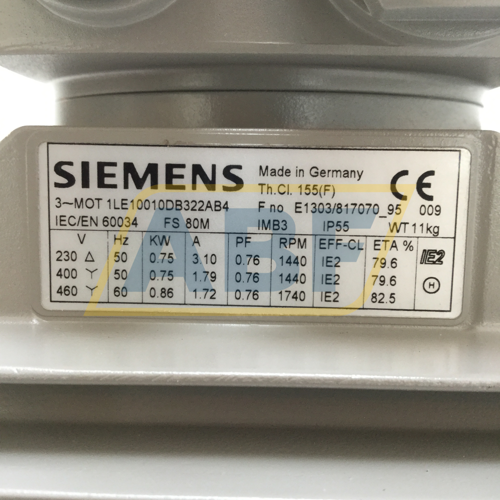 SIEMENS Made in Germany CE
Th.Cl. 155(F)
3~MOT 1LE10010DB322AB4 F no E1303/817070_95 009
IEC/EN 60034 FS 80M IMB3 IP55 WT 11kg
V Hz KW A PF RPM EFF-CL ETA %
230 △ 50 0.75 3.10 0.76 1440 IE2 79.6 IE2
400 Y 50 0.75 1.79 0.76 1440 IE2 79.6
460 Y 60 0.86 1.72 0.76 1740 IE2 82.5 H
ABF